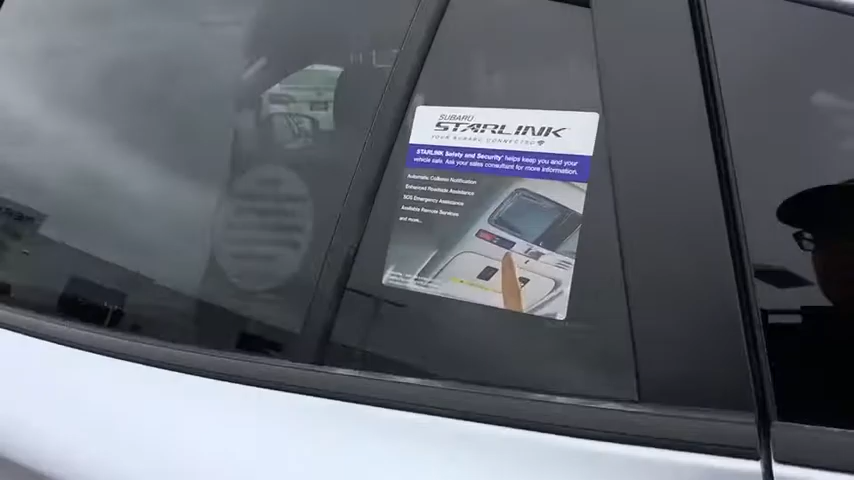 SUBARU
STARLINK
YOUR SUBARU CONNECTED
STARLINK Safety and Security* helps keep you and your
vehicle safe. Ask your sales consultant for more information.
Automatic Collision Notification
Enhanced Roadside Assistance
SOS Emergency Assistance
Available Remote Services
and more...